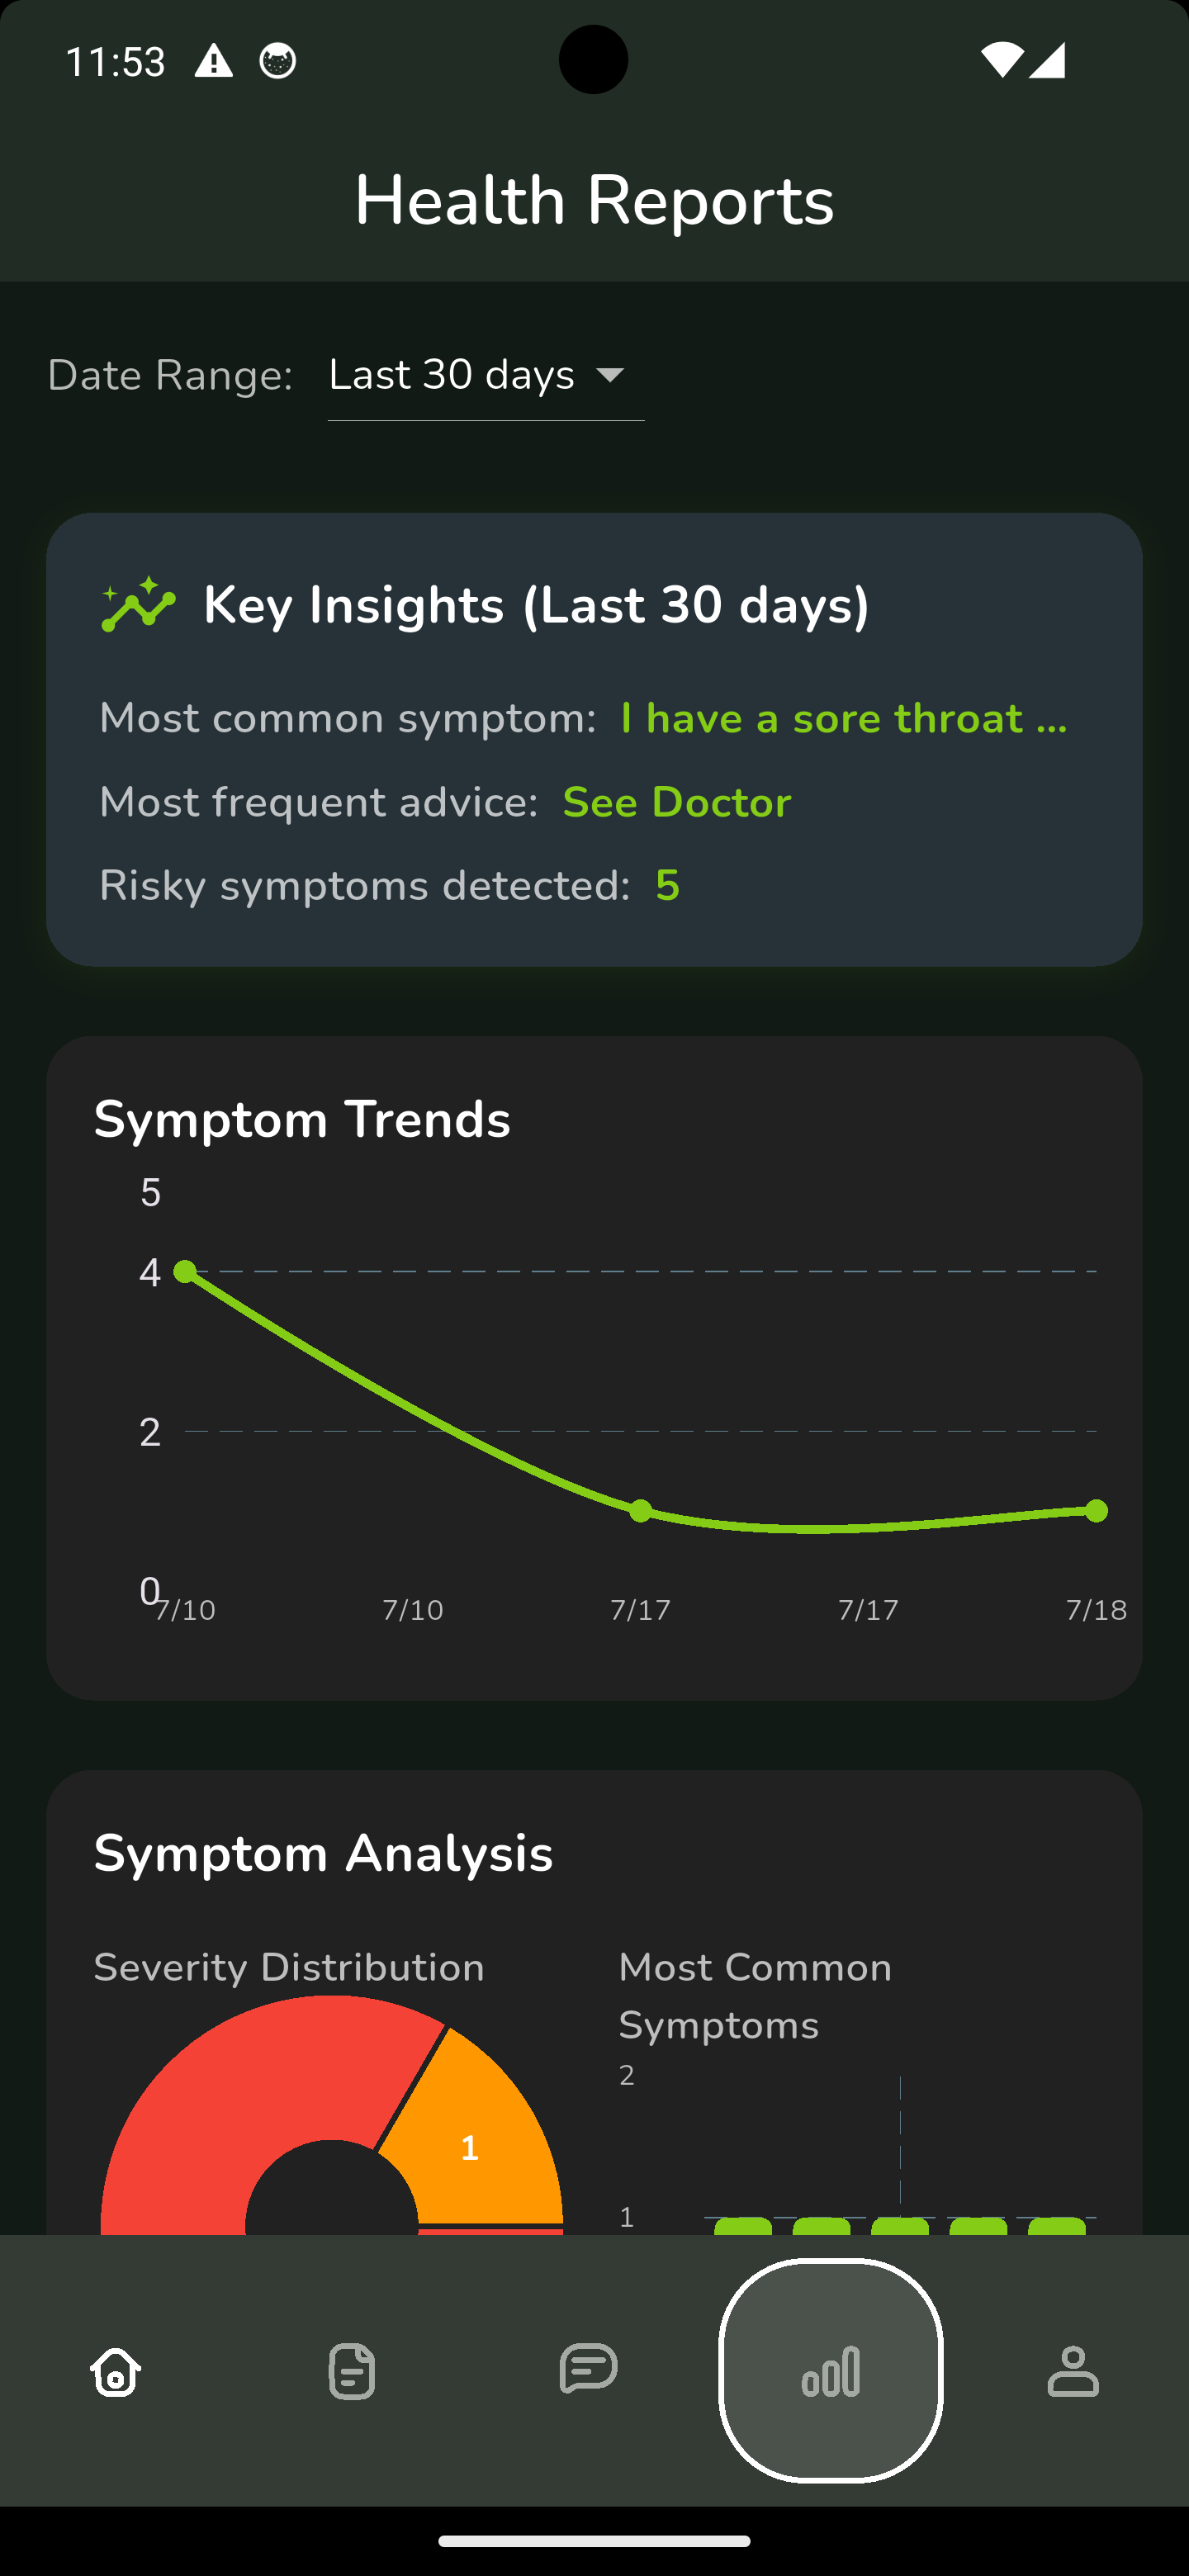 11:53
Health Reports
Date Range: Last 30 days
Key Insights (Last 30 days)
Most common symptom: I have a sore throat ...
Most frequent advice: See Doctor
Risky symptoms detected: 5
Symptom Trends
5
4
2
0
7/10 7/10 7/17 7/17 7/18
Symptom Analysis
Severity Distribution
1
Most Common
Symptoms
2
1